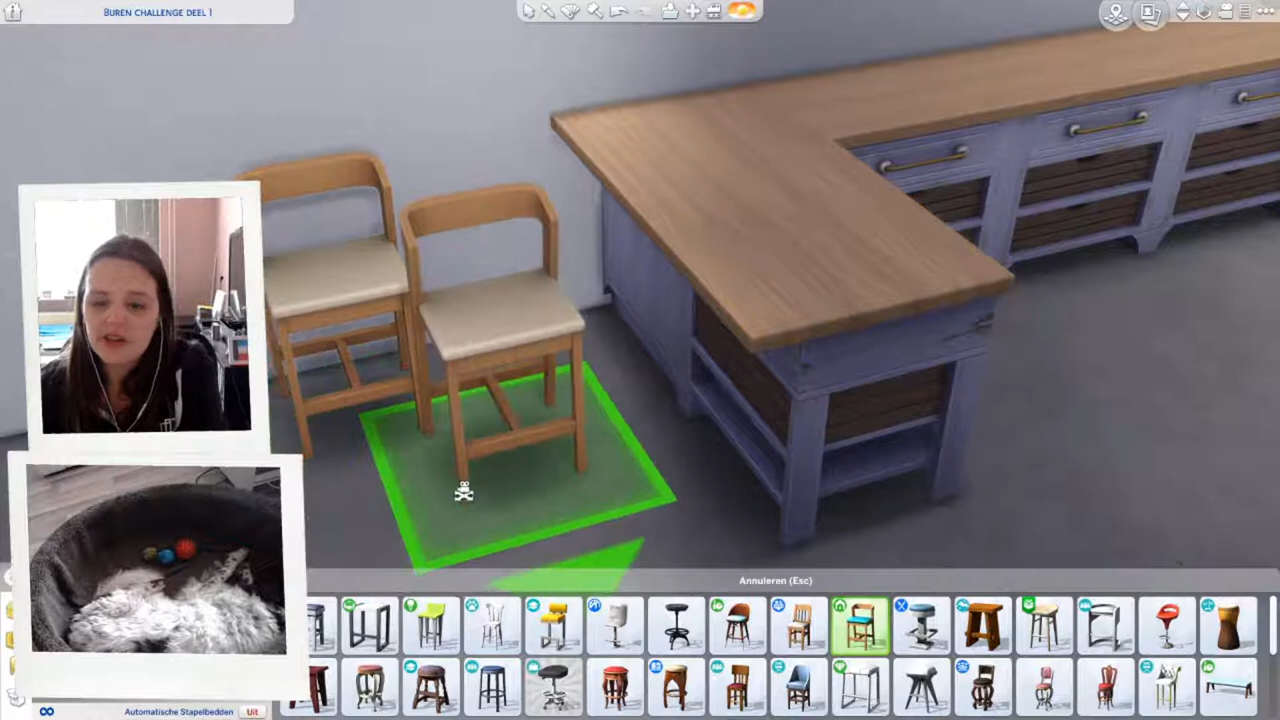 BUREN CHALLENGE DEEL 1
Annuleren (Esc)
Automatische Stapelbedden Uit